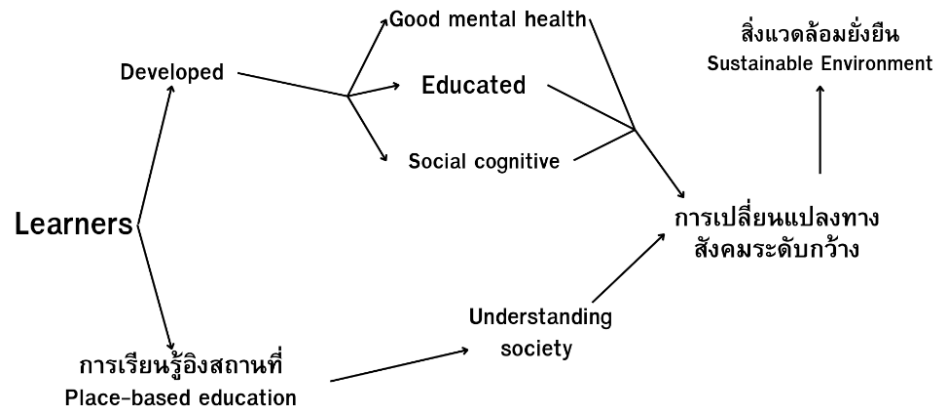 Good mental health
สิ่งแวดล้อมยั่งยืน
Sustainable Environment
Developed
Educated
Social cognitive
Learners
การเปลี่ยนแปลงทาง
สังคมระดับกว้าง
Understanding
society
การเรียนรู้อิงสถานที่
Place-based education